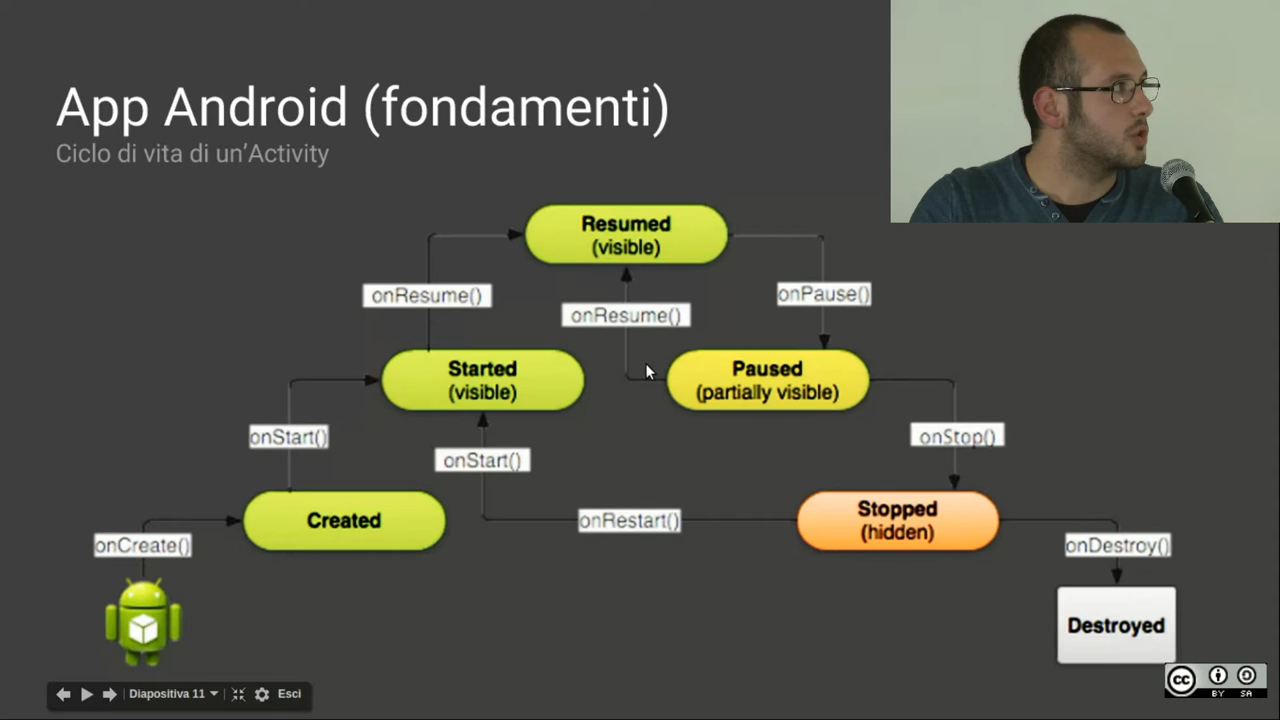 App Android (fondamenti)
Ciclo di vita di un'Activity
Resumed
(visible)
onResume()
onResume()
onPause()
Started
(visible)
Paused
(partially visible)
onStart()
onStart()
onStop()
Created
onRestart()
Stopped
(hidden)
onCreate()
onDestroy()
Destroyed
Diapositiva 11
Esci
cc
BY SA